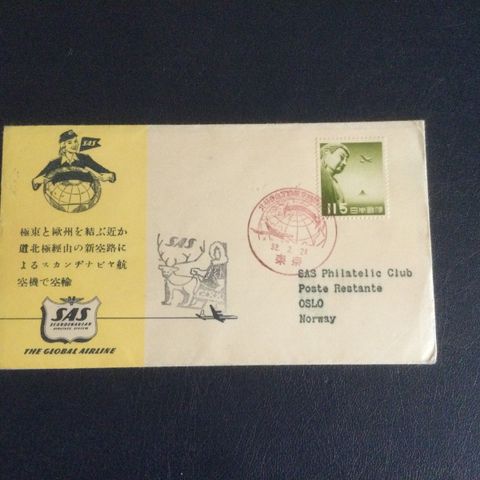 SAS
極東と歐州を結ぶ近か
道北極経由の新空路に
よるスカンヂナビヤ航
空機で空輸
SAS
SCANDINAVIAN
AIRLINES SYSTEM
THE GLOBAL AIRLINE
SAS
115 日本郵便
32. 2. 24
東京
SAS Philatelic Club
Poste Restante
OSLO
Norway